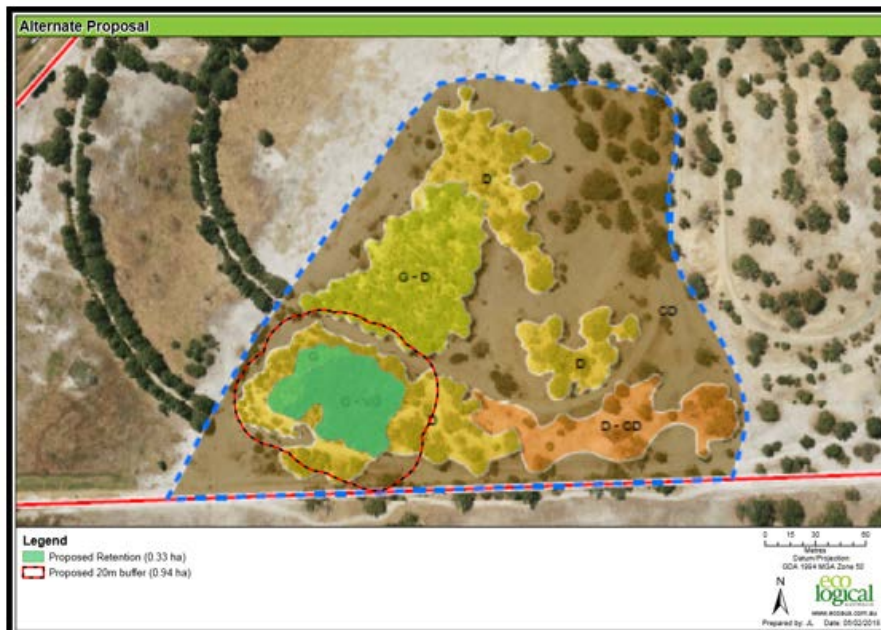 Alternate Proposal
D
G - D
CD
G
G - VG
D
D
D - CD
Legend
Proposed Retention (0.33 ha)
Proposed 20m buffer (0.94 ha)
0 15 30 60
Metres
Datum/Projection:
GDA 1994 MGA Zone 50
N
eco
logical
AUSTRALIA
www.ecoaus.com.au
Prepared by: JL Date: 06/02/2018